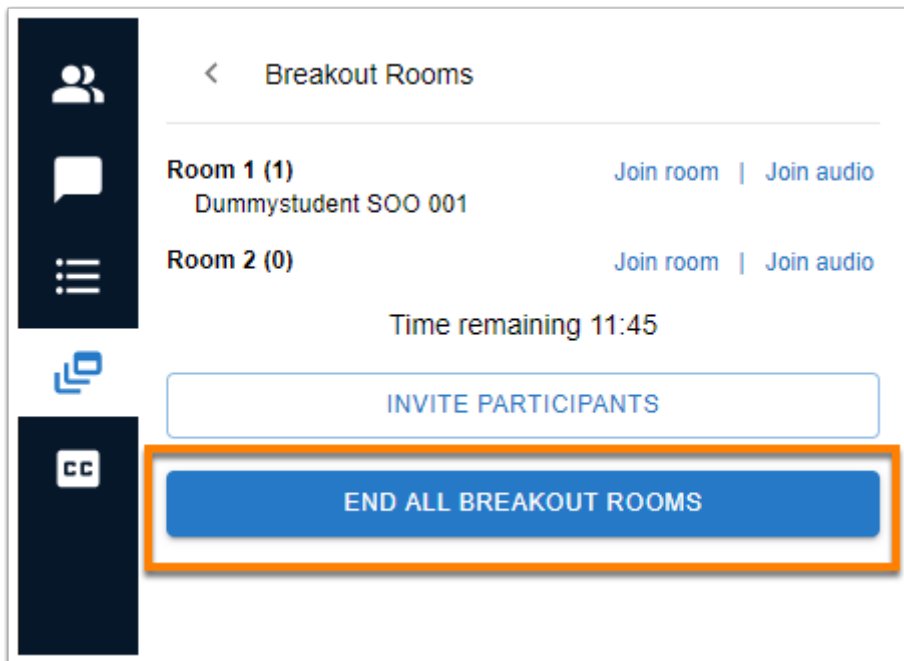 Breakout Rooms
Room 1 (1) Join room | Join audio
Dummystudent SOO 001
Room 2 (0) Join room | Join audio
Time remaining 11:45
INVITE PARTICIPANTS
CC
END ALL BREAKOUT ROOMS